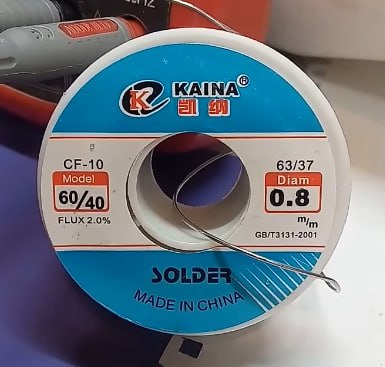 KAINA®
凯纳
CF-10
Model
60/40
FLUX 2.0%
63/37
Diam
0.8
m/m
GB/T3131-2001
SOLDER
MADE IN CHINA